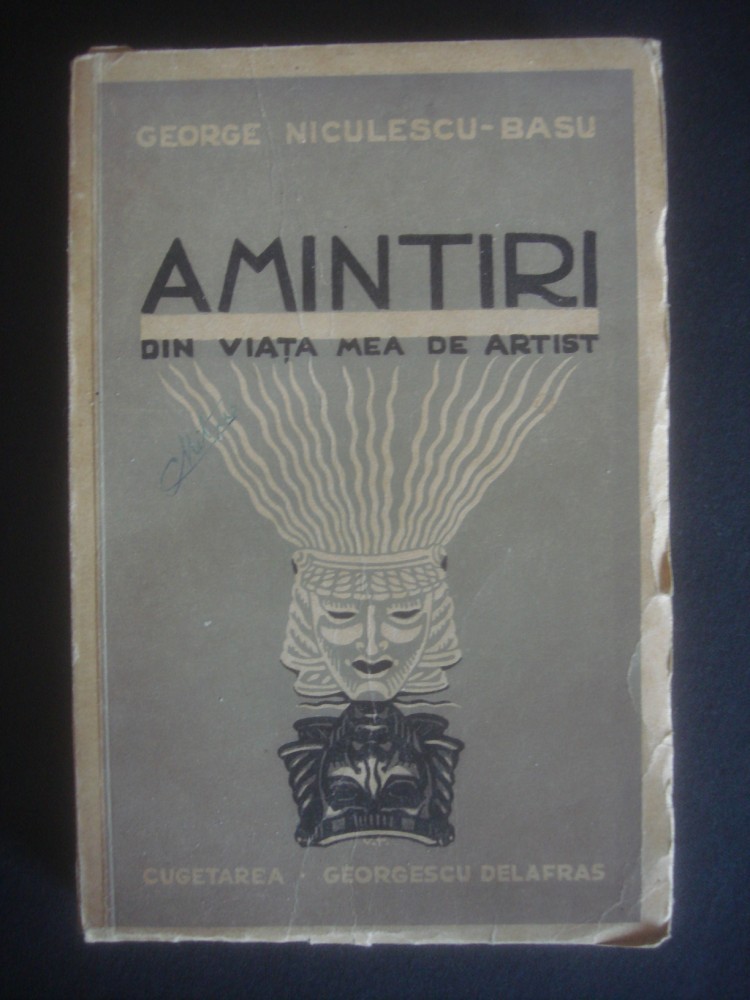 GEORGE NICULESCU-BASU
AMINTIRI
DIN VIAȚA MEA DE ARTIST
V.F.
CUGETAREA · GEORGESCU DELAFRAS